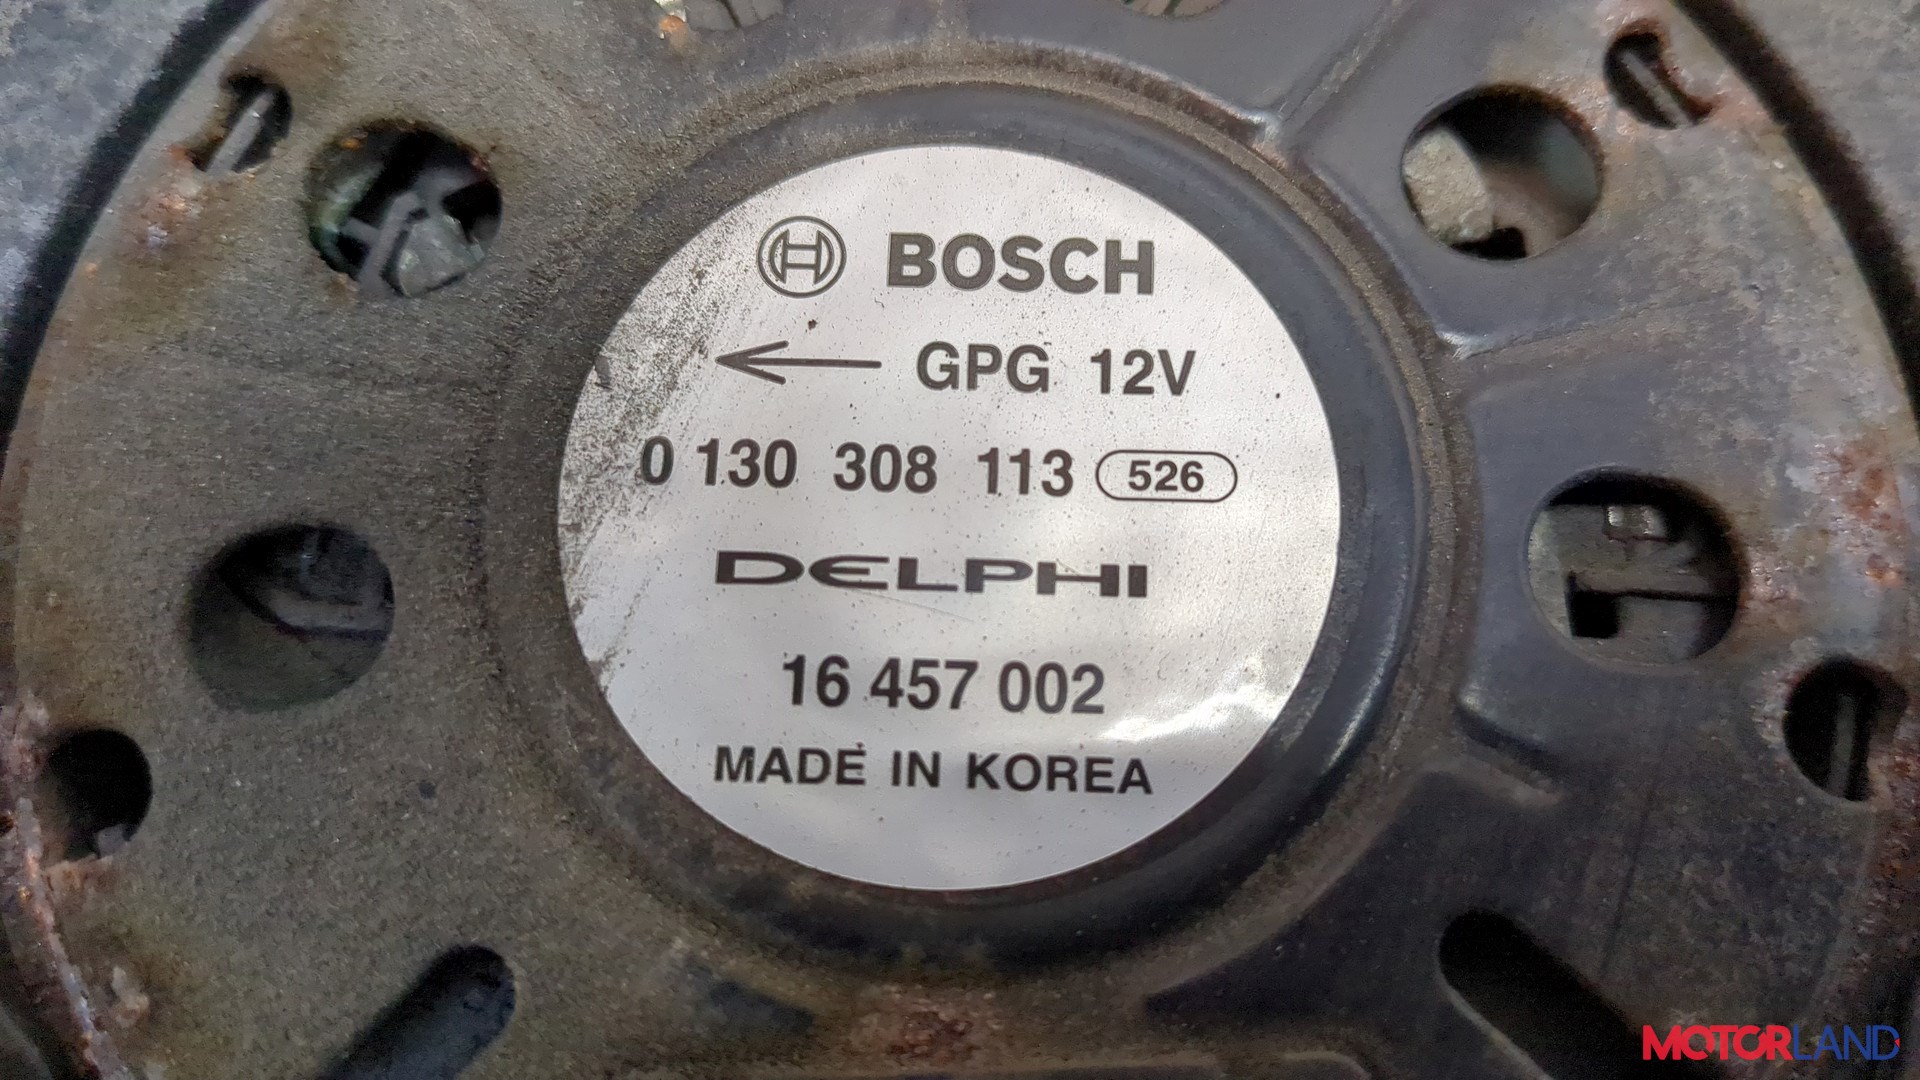 BOSCH
GPG 12V
0 130 308 113 526
DELPHI
16 457 002
MADE IN KOREA
MOTORLAND